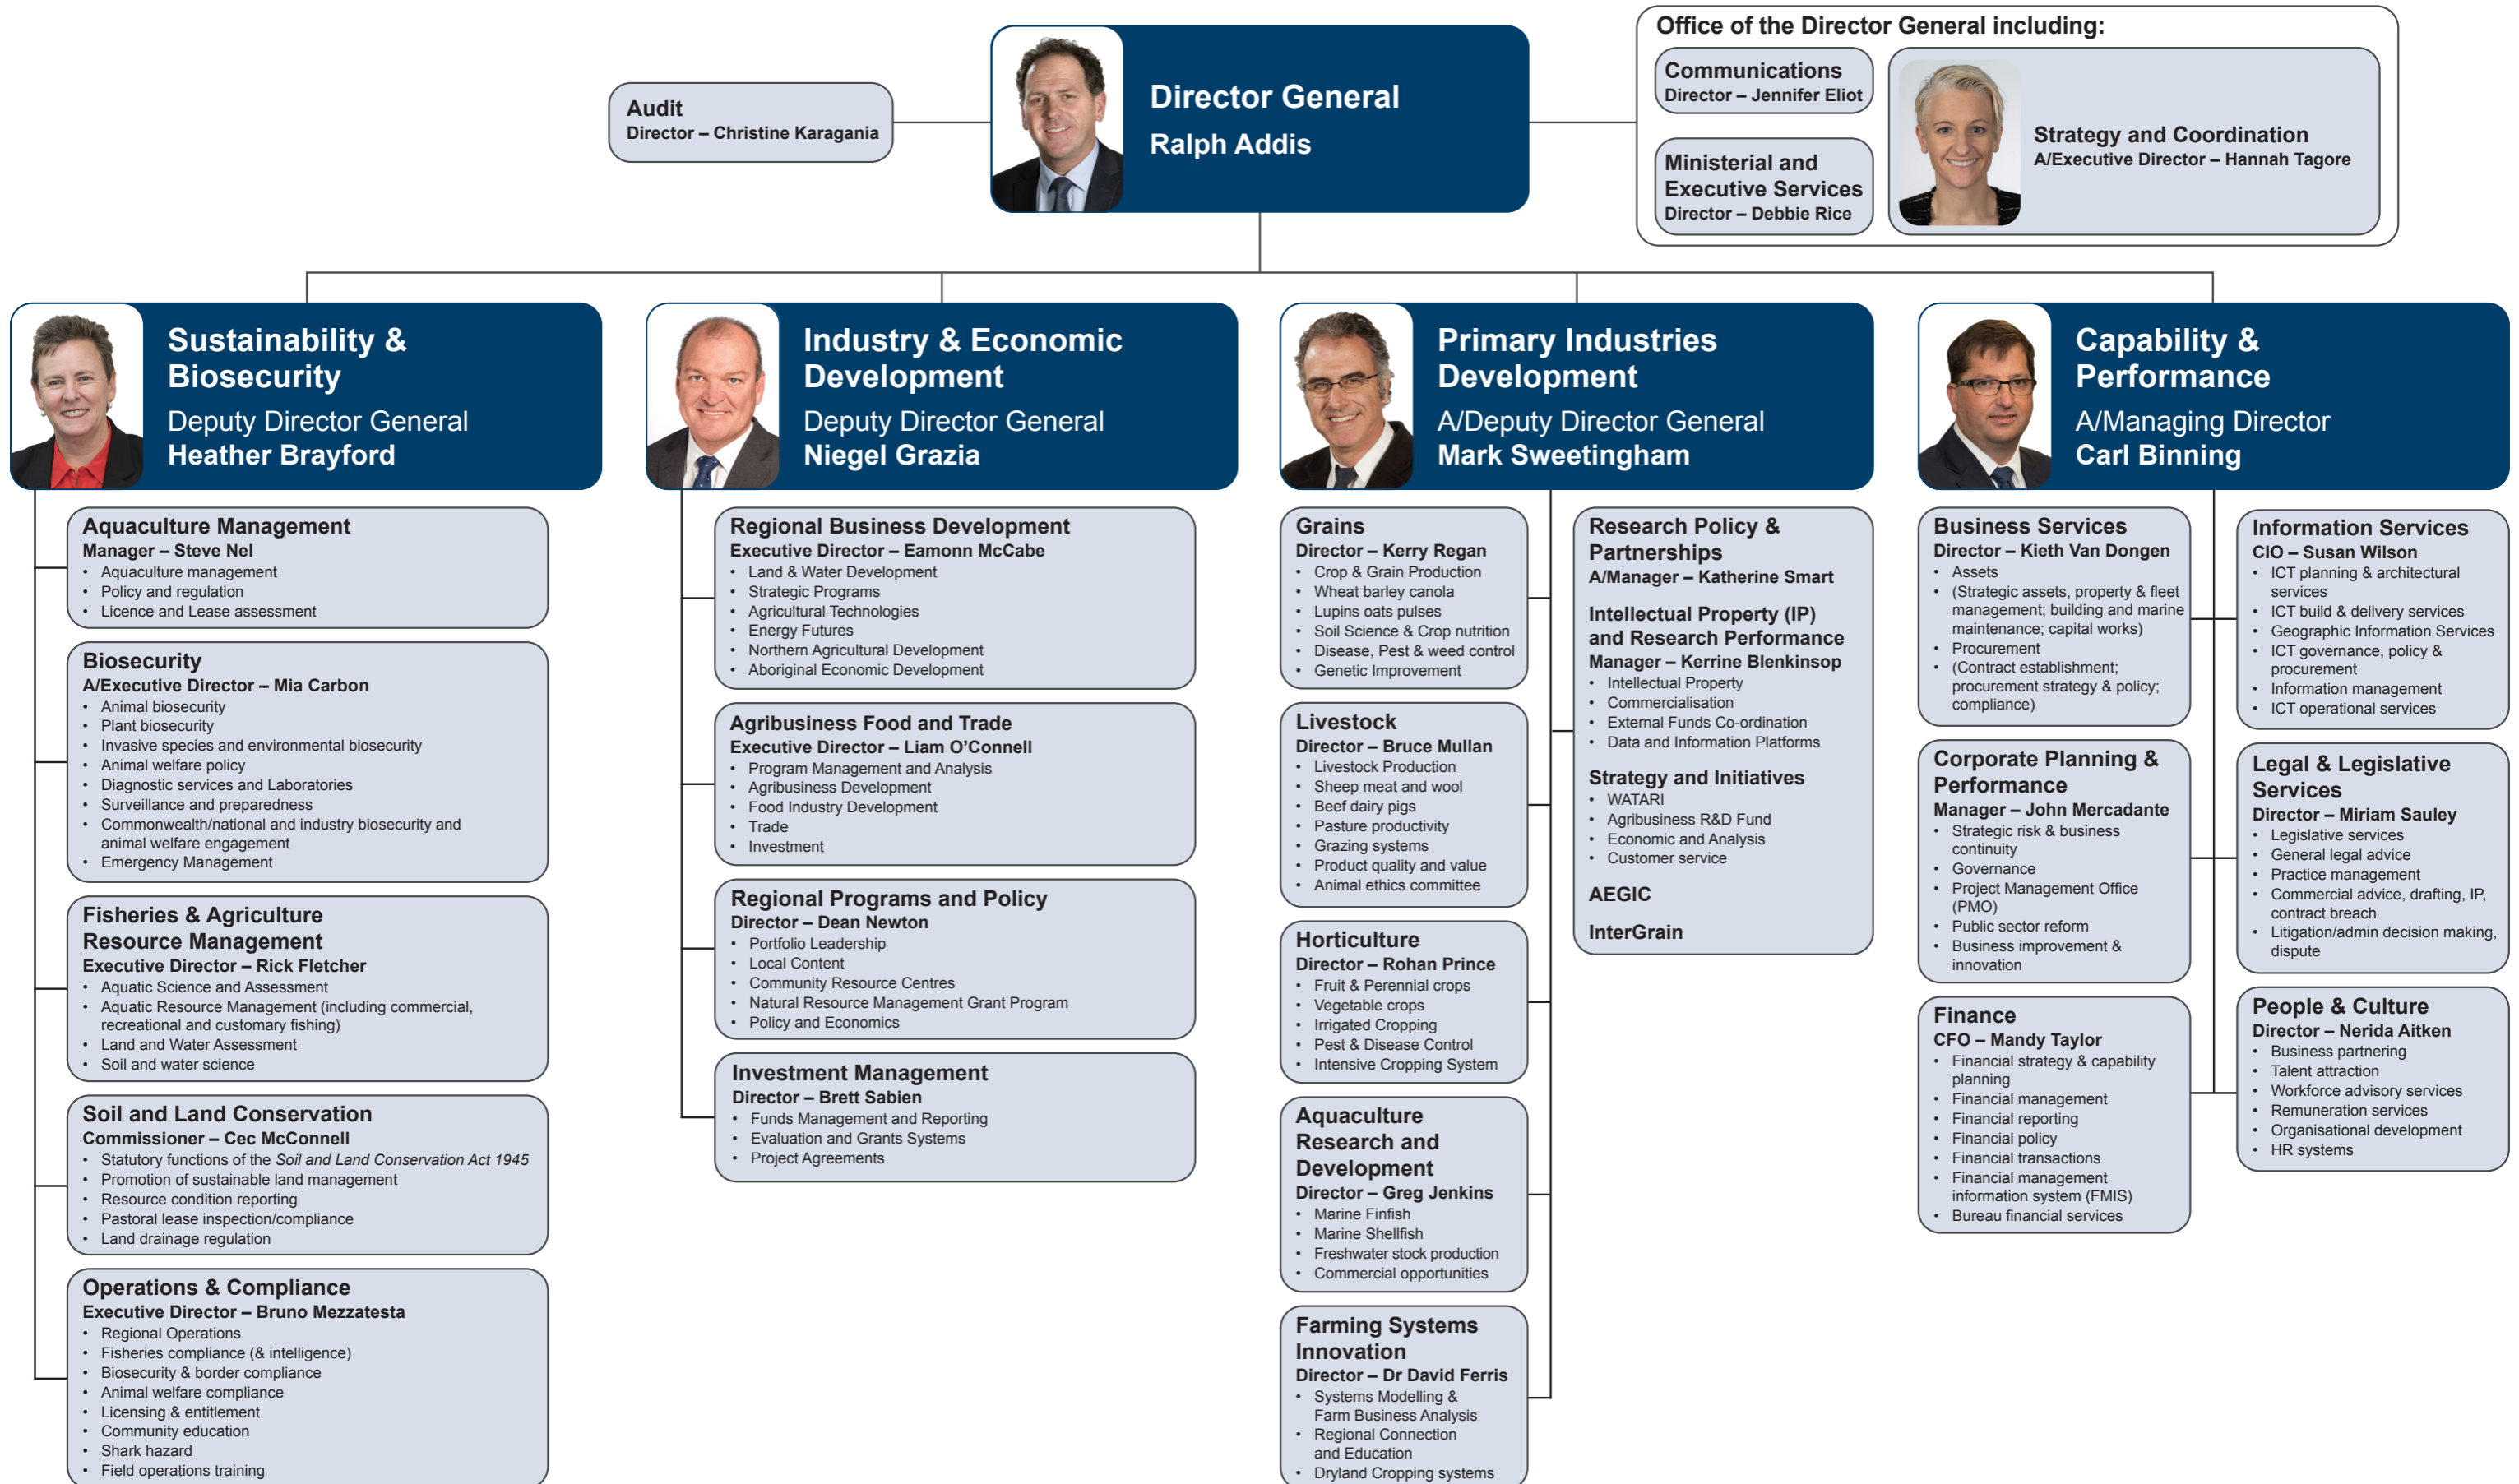 Office of the Director General including:
Communications
Director – Jennifer Eliot
Ministerial and
Executive Services
Director – Debbie Rice
Strategy and Coordination
A/Executive Director – Hannah Tagore
Director General
Ralph Addis
Audit
Director – Christine Karagania
Sustainability &
Biosecurity
Deputy Director General
Heather Brayford
Aquaculture Management
Manager – Steve Nel
• Aquaculture management
• Policy and regulation
• Licence and Lease assessment
Biosecurity
A/Executive Director – Mia Carbon
• Animal biosecurity
• Plant biosecurity
• Invasive species and environmental biosecurity
• Animal welfare policy
• Diagnostic services and Laboratories
• Surveillance and preparedness
• Commonwealth/national and industry biosecurity and
animal welfare engagement
• Emergency Management
Fisheries & Agriculture
Resource Management
Executive Director – Rick Fletcher
• Aquatic Science and Assessment
• Aquatic Resource Management (including commercial,
recreational and customary fishing)
• Land and Water Assessment
• Soil and water science
Soil and Land Conservation
Commissioner – Cec McConnell
• Statutory functions of the Soil and Land Conservation Act 1945
• Promotion of sustainable land management
• Resource condition reporting
• Pastoral lease inspection/compliance
• Land drainage regulation
Operations & Compliance
Executive Director – Bruno Mezzatesta
• Regional Operations
• Fisheries compliance (& intelligence)
• Biosecurity & border compliance
• Animal welfare compliance
• Licensing & entitlement
• Community education
• Shark hazard
• Field operations training
Industry & Economic
Development
Deputy Director General
Niegel Grazia
Regional Business Development
Executive Director – Eamonn McCabe
• Land & Water Development
• Strategic Programs
• Agricultural Technologies
• Energy Futures
• Northern Agricultural Development
• Aboriginal Economic Development
Agribusiness Food and Trade
Executive Director – Liam O’Connell
• Program Management and Analysis
• Agribusiness Development
• Food Industry Development
• Trade
• Investment
Regional Programs and Policy
Director – Dean Newton
• Portfolio Leadership
• Local Content
• Community Resource Centres
• Natural Resource Management Grant Program
• Policy and Economics
Investment Management
Director – Brett Sabien
• Funds Management and Reporting
• Evaluation and Grants Systems
• Project Agreements
Primary Industries
Development
A/Deputy Director General
Mark Sweetingham
Grains
Director – Kerry Regan
• Crop & Grain Production
• Wheat barley canola
• Lupins oats pulses
• Soil Science & Crop nutrition
• Disease, Pest & weed control
• Genetic Improvement
Livestock
Director – Bruce Mullan
• Livestock Production
• Sheep meat and wool
• Beef dairy pigs
• Pasture productivity
• Grazing systems
• Product quality and value
• Animal ethics committee
Horticulture
Director – Rohan Prince
• Fruit & Perennial crops
• Vegetable crops
• Irrigated Cropping
• Pest & Disease Control
• Intensive Cropping System
Aquaculture
Research and
Development
Director – Greg Jenkins
• Marine Finfish
• Marine Shellfish
• Freshwater stock production
• Commercial opportunities
Farming Systems
Innovation
Director – Dr David Ferris
• Systems Modelling &
Farm Business Analysis
• Regional Connection
and Education
• Dryland Cropping systems
Research Policy &
Partnerships
A/Manager – Katherine Smart
Intellectual Property (IP)
and Research Performance
Manager – Kerrine Blenkinsop
• Intellectual Property
• Commercialisation
• External Funds Co-ordination
• Data and Information Platforms
Strategy and Initiatives
• WATARI
• Agribusiness R&D Fund
• Economic and Analysis
• Customer service
AEGIC
InterGrain
Capability &
Performance
A/Managing Director
Carl Binning
Business Services
Director – Kieth Van Dongen
• Assets
• (Strategic assets, property & fleet
management; building and marine
maintenance; capital works)
• Procurement
• (Contract establishment;
procurement strategy & policy;
compliance)
Corporate Planning &
Performance
Manager – John Mercadante
• Strategic risk & business
continuity
• Governance
• Project Management Office
(PMO)
• Public sector reform
• Business improvement &
innovation
Finance
CFO – Mandy Taylor
• Financial strategy & capability
planning
• Financial management
• Financial reporting
• Financial policy
• Financial transactions
• Financial management
information system (FMIS)
• Bureau financial services
Information Services
CIO – Susan Wilson
• ICT planning & architectural
services
• ICT build & delivery services
• Geographic Information Services
• ICT governance, policy &
procurement
• Information management
• ICT operational services
Legal & Legislative
Services
Director – Miriam Sauley
• Legislative services
• General legal advice
• Practice management
• Commercial advice, drafting, IP,
contract breach
• Litigation/admin decision making,
dispute
People & Culture
Director – Nerida Aitken
• Business partnering
• Talent attraction
• Workforce advisory services
• Remuneration services
• Organisational development
• HR systems